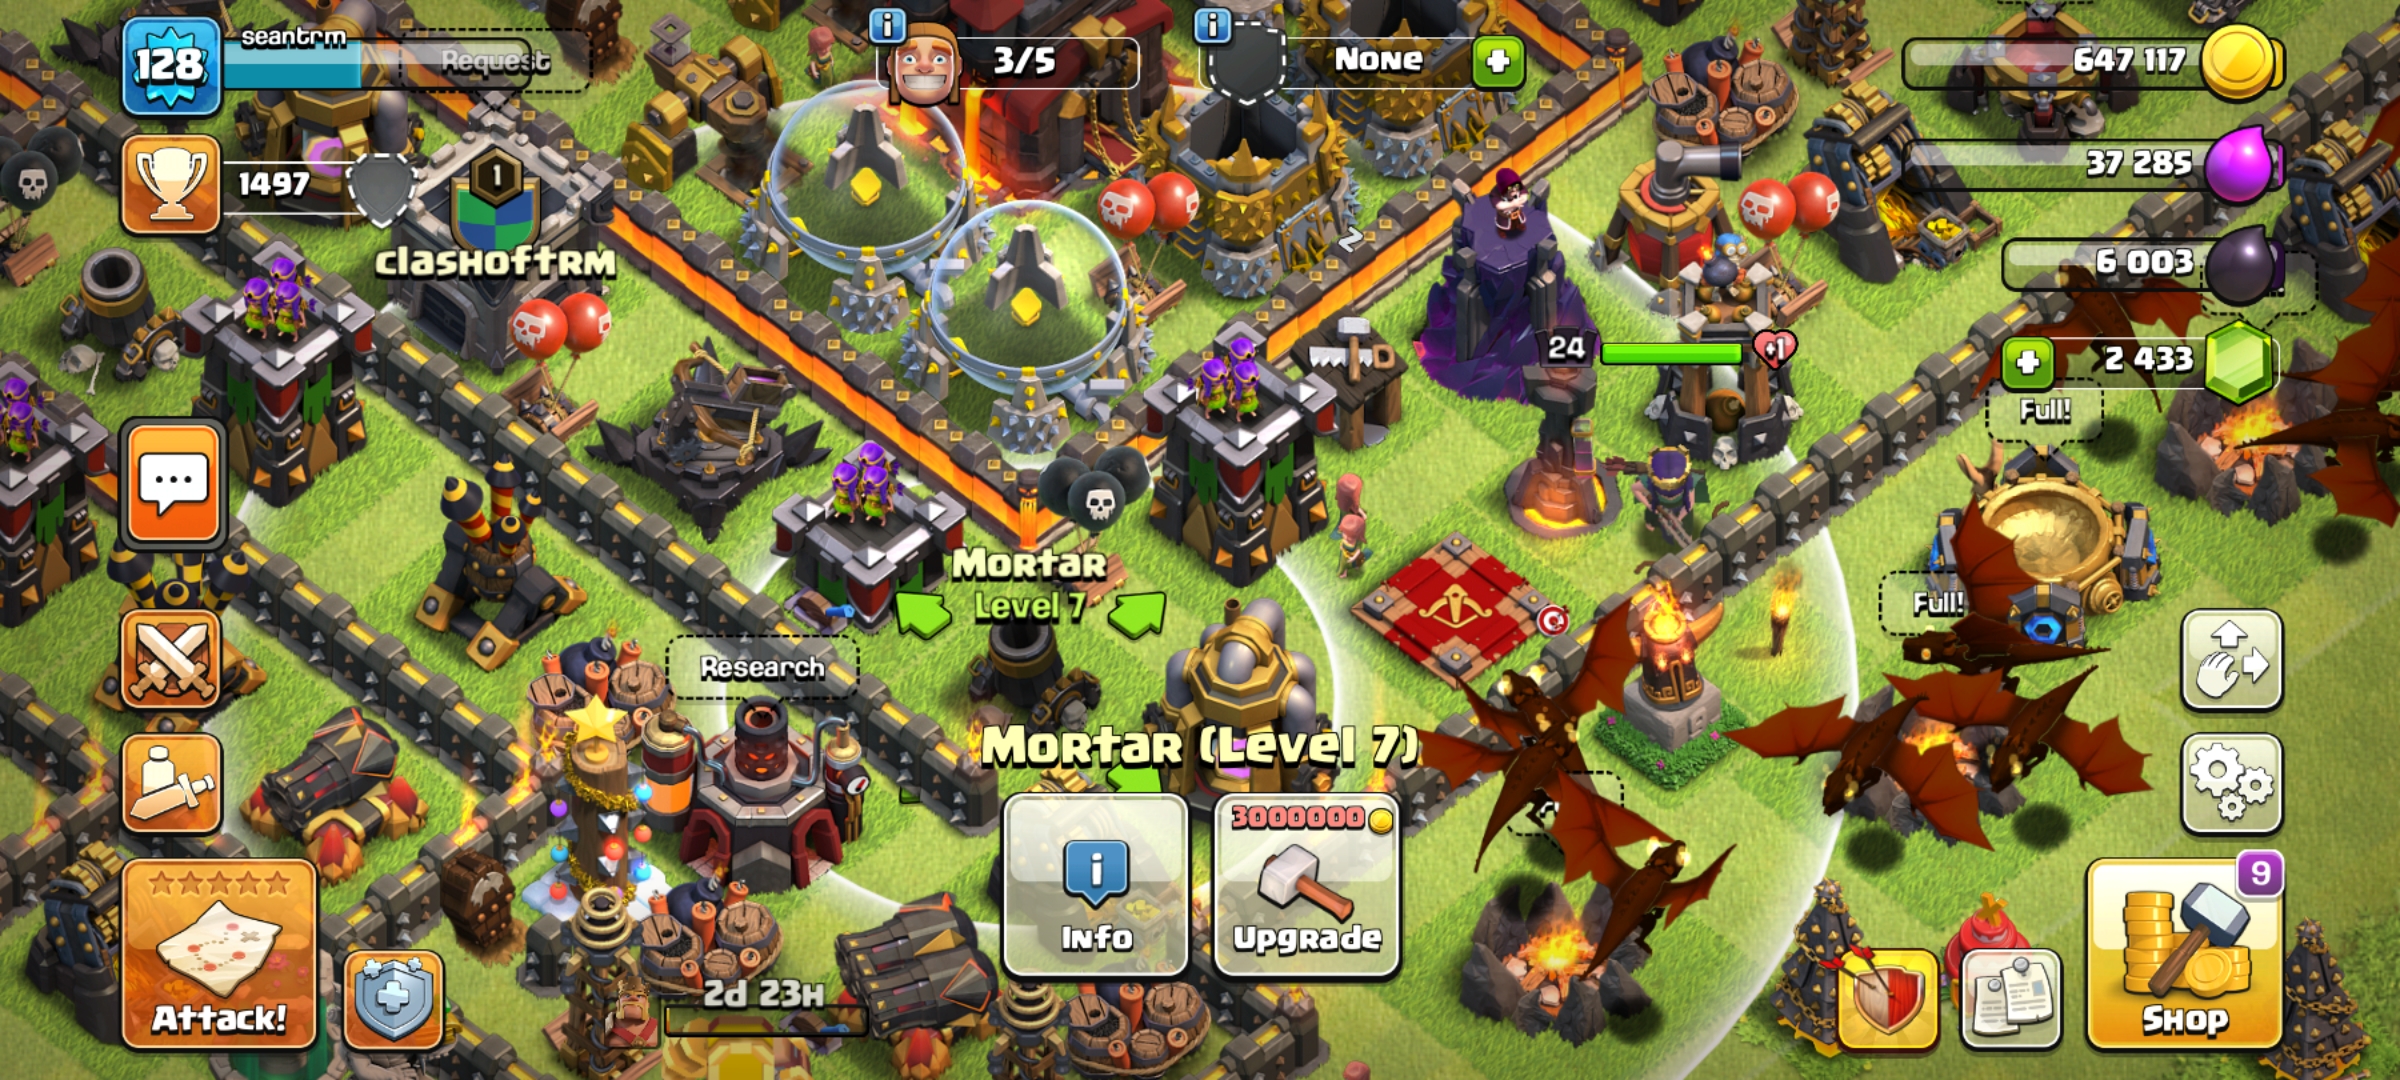 128
seantrm
Request
3/5
None
647 117
1497
37 285
1
clashoftRM
6 003
24
+1
2 433
Full!
Mortar
Level 7
Full!
Research
Mortar (Level 7)
3000000
Info
Upgrade
9
Attack!
2d 23H
Shop